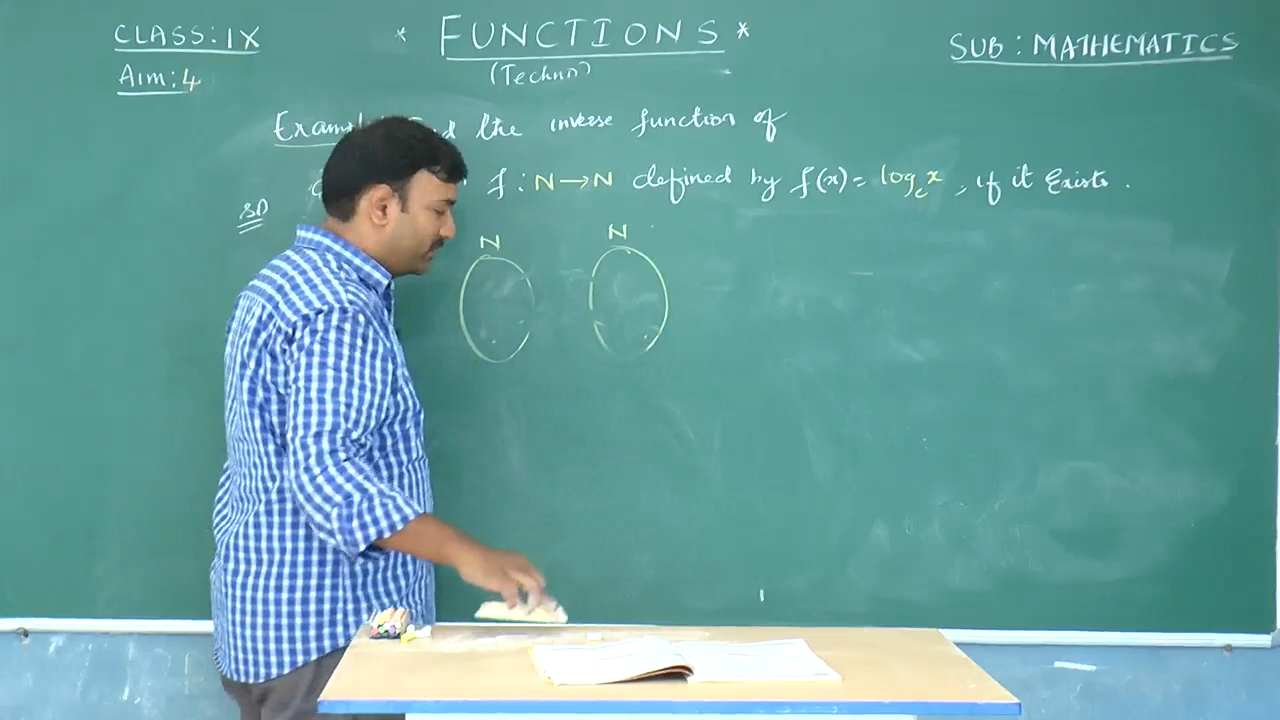 CLASS: IX
* FUNCTIONS *
SUB : MATHEMATICS
Aim: 4
(Techno)
the inverse function of
f : N → N defined by f(x) = log x , if it Exists .
N N